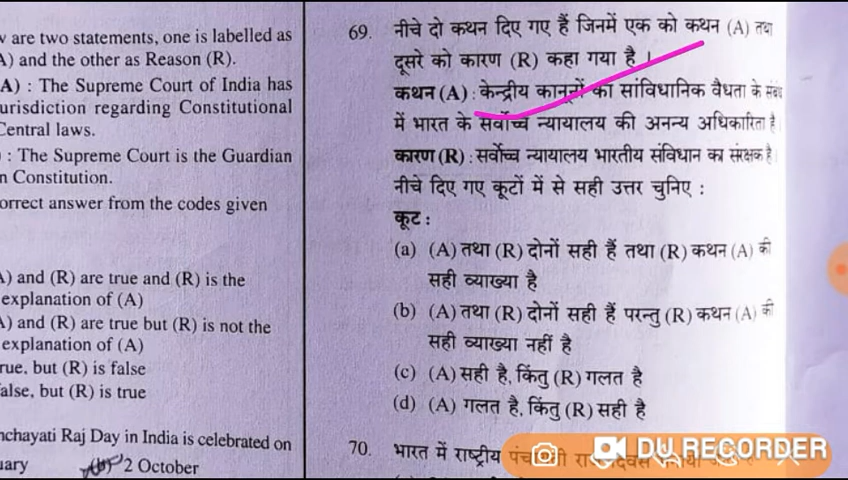 are two statements, one is labelled as
and the other as Reason (R).
A) : The Supreme Court of India has
urisdiction regarding Constitutional
Central laws.
: The Supreme Court is the Guardian
n Constitution.
orrect answer from the codes given
A) and (R) are true and (R) is the
explanation of (A)
A) and (R) are true but (R) is not the
explanation of (A)
rue, but (R) is false
alse, but (R) is true
nchayati Raj Day in India is celebrated on
uary 2 October
69. नीचे दो कथन दिए गए हैं जिनमें एक को कथन (A) तथा
दूसरे को कारण (R) कहा गया है ।
कथन (A) : केन्द्रीय कानूनों का सांविधानिक वैधता के संबंध
में भारत के सर्वोच्च न्यायालय की अनन्य अधिकारिता है
कारण (R) : सर्वोच्च न्यायालय भारतीय संविधान का संरक्षक है
नीचे दिए गए कूटों में से सही उत्तर चुनिए :
कूट :
(a) (A) तथा (R) दोनों सही हैं तथा (R) कथन (A) की
सही व्याख्या है
(b) (A) तथा (R) दोनों सही हैं परन्तु (R) कथन (A) की
सही व्याख्या नहीं है
(c) (A) सही है, किंतु (R) गलत है
(d) (A) गलत है, किंतु (R) सही है
70. भारत में राष्ट्रीय
DU RECORDER